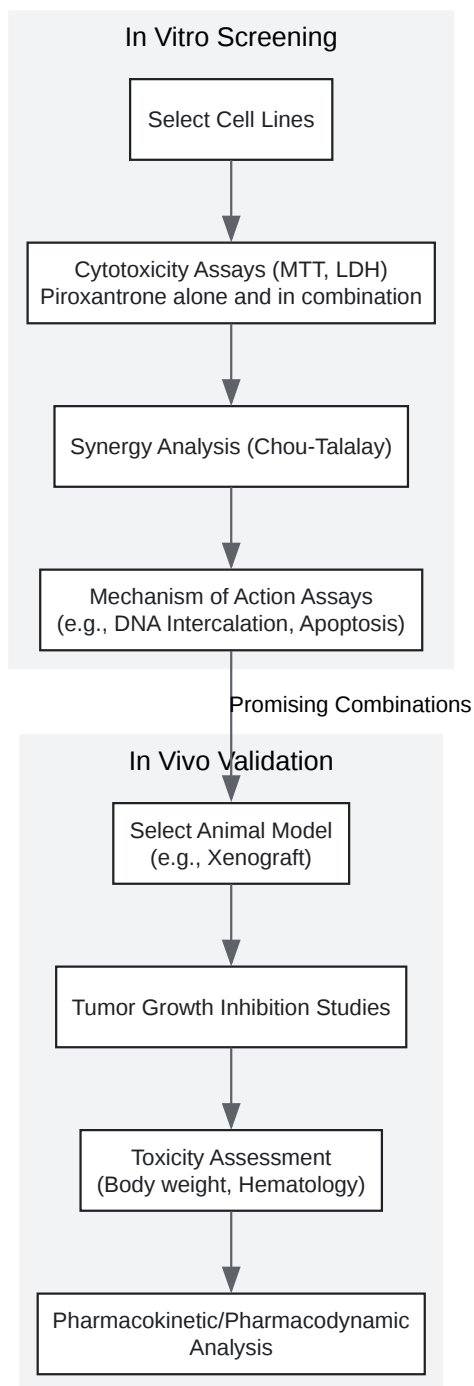 In Vitro Screening
Select Cell Lines
Cytotoxicity Assays (MTT, LDH)
Piroxantrone alone and in combination
Synergy Analysis (Chou-Talalay)
Mechanism of Action Assays
(e.g., DNA Intercalation, Apoptosis)
Promising Combinations
In Vivo Validation
Select Animal Model
(e.g., Xenograft)
Tumor Growth Inhibition Studies
Toxicity Assessment
(Body weight, Hematology)
Pharmacokinetic/Pharmacodynamic
Analysis